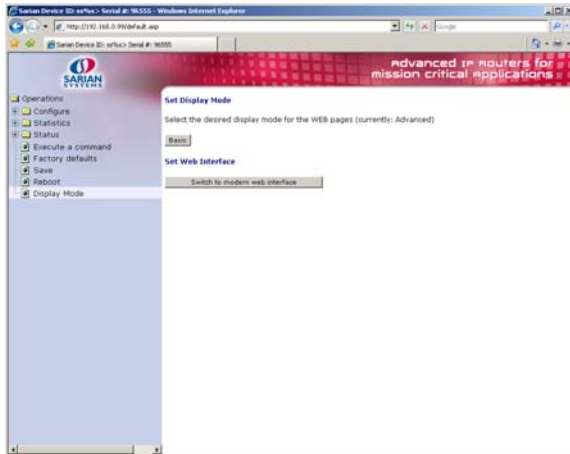 Sarian Device ID: ss%s> Serial #: 96555 - Windows Internet Explorer
http://192.168.0.99/default.asp
Google
Sarian Device ID: ss%s> Serial #: 96555
SARIAN
SYSTEMS
Advanced IP Routers for
mission critical applications
Operations
Configure
Statistics
Status
Execute a command
Factory defaults
Save
Reboot
Display Mode
Set Display Mode
Select the desired display mode for the WEB pages (currently: Advanced)
Basic
Set Web Interface
Switch to modern web interface